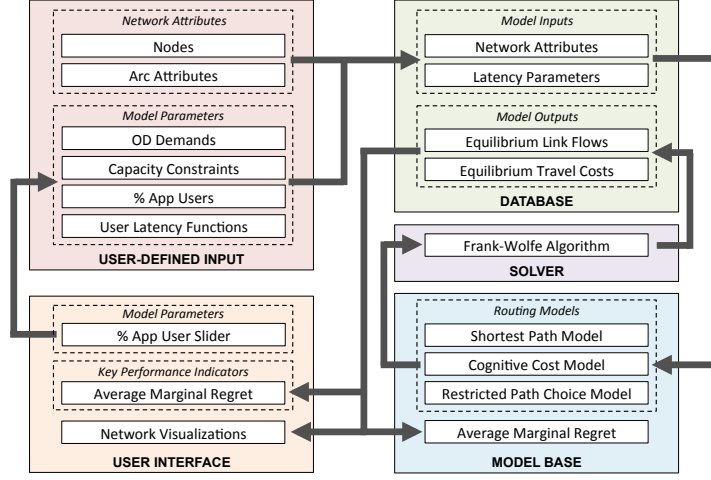 Network Attributes
Nodes
Arc Attributes
Model Parameters
OD Demands
Capacity Constraints
% App Users
User Latency Functions
USER-DEFINED INPUT
Model Inputs
Network Attributes
Latency Parameters
Model Outputs
Equilibrium Link Flows
Equilibrium Travel Costs
DATABASE
Frank-Wolfe Algorithm
SOLVER
Model Parameters
% App User Slider
Key Performance Indicators
Average Marginal Regret
Network Visualizations
USER INTERFACE
Routing Models
Shortest Path Model
Cognitive Cost Model
Restricted Path Choice Model
Average Marginal Regret
MODEL BASE